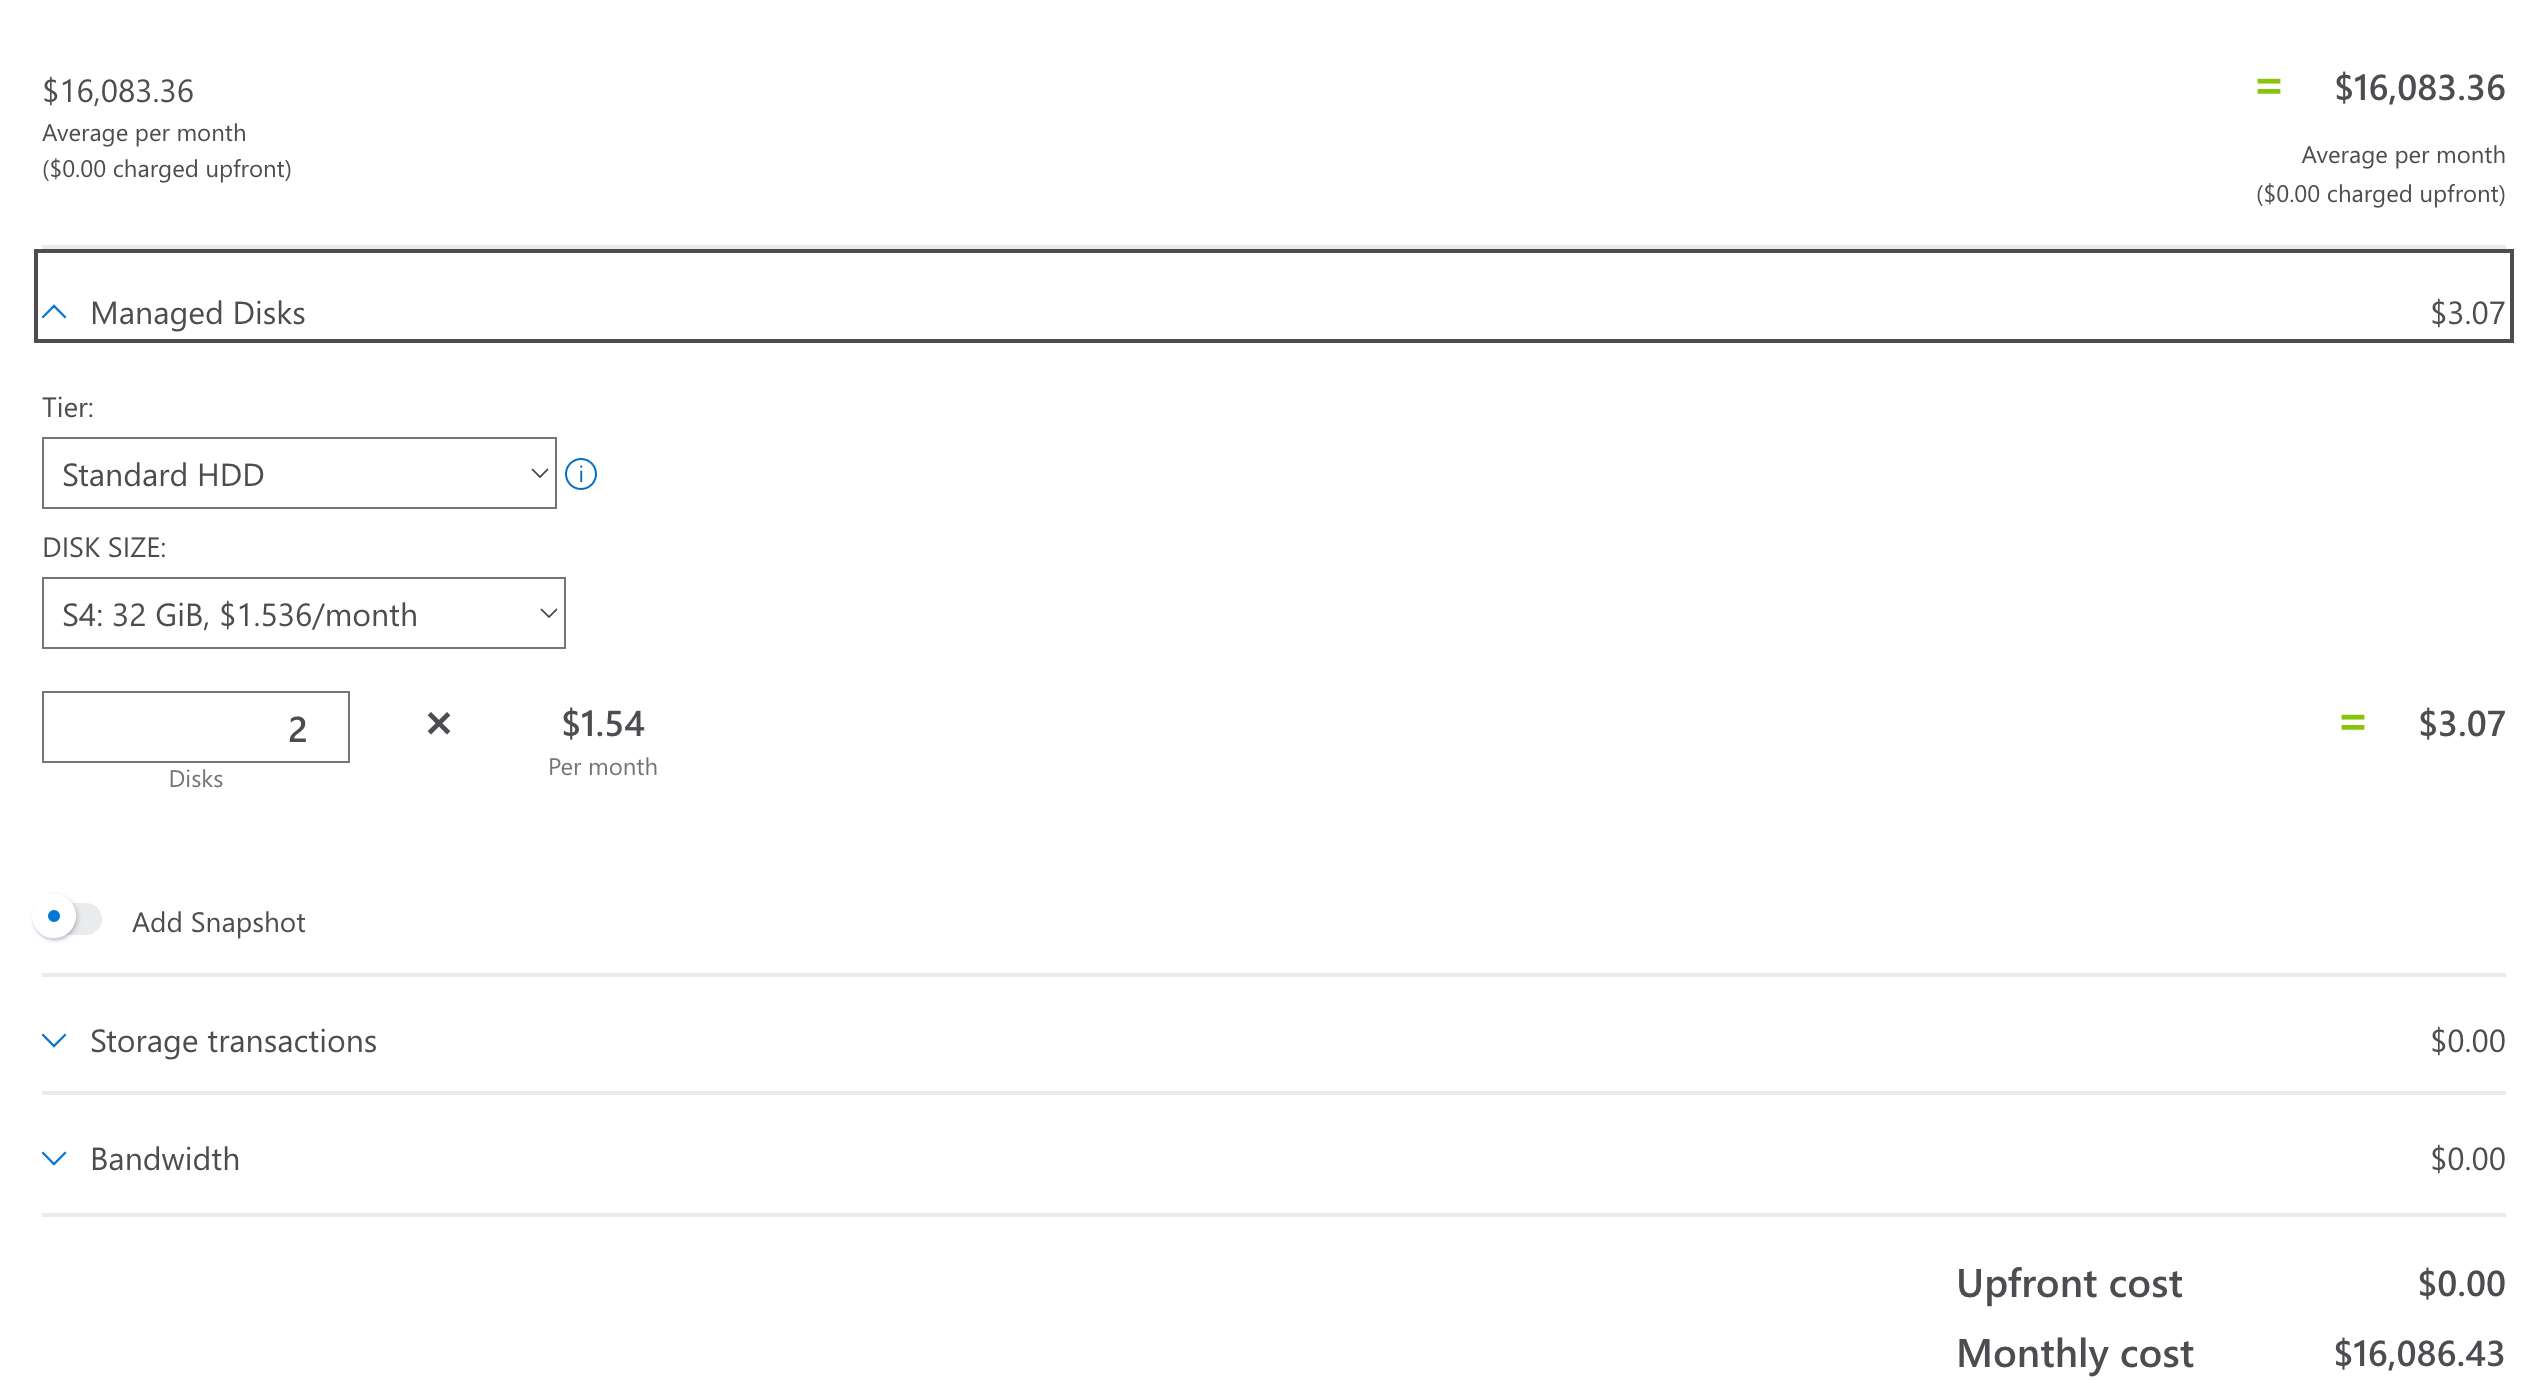 $16,083.36
= $16,083.36
Average per month
($0.00 charged upfront)
Average per month
($0.00 charged upfront)
Managed Disks $3.07
Tier:
Standard HDD
i
DISK SIZE:
S4: 32 GiB, $1.536/month
2 × $1.54 = $3.07
Disks Per month
Add Snapshot
Storage transactions $0.00
Bandwidth $0.00
Upfront cost $0.00
Monthly cost $16,086.43